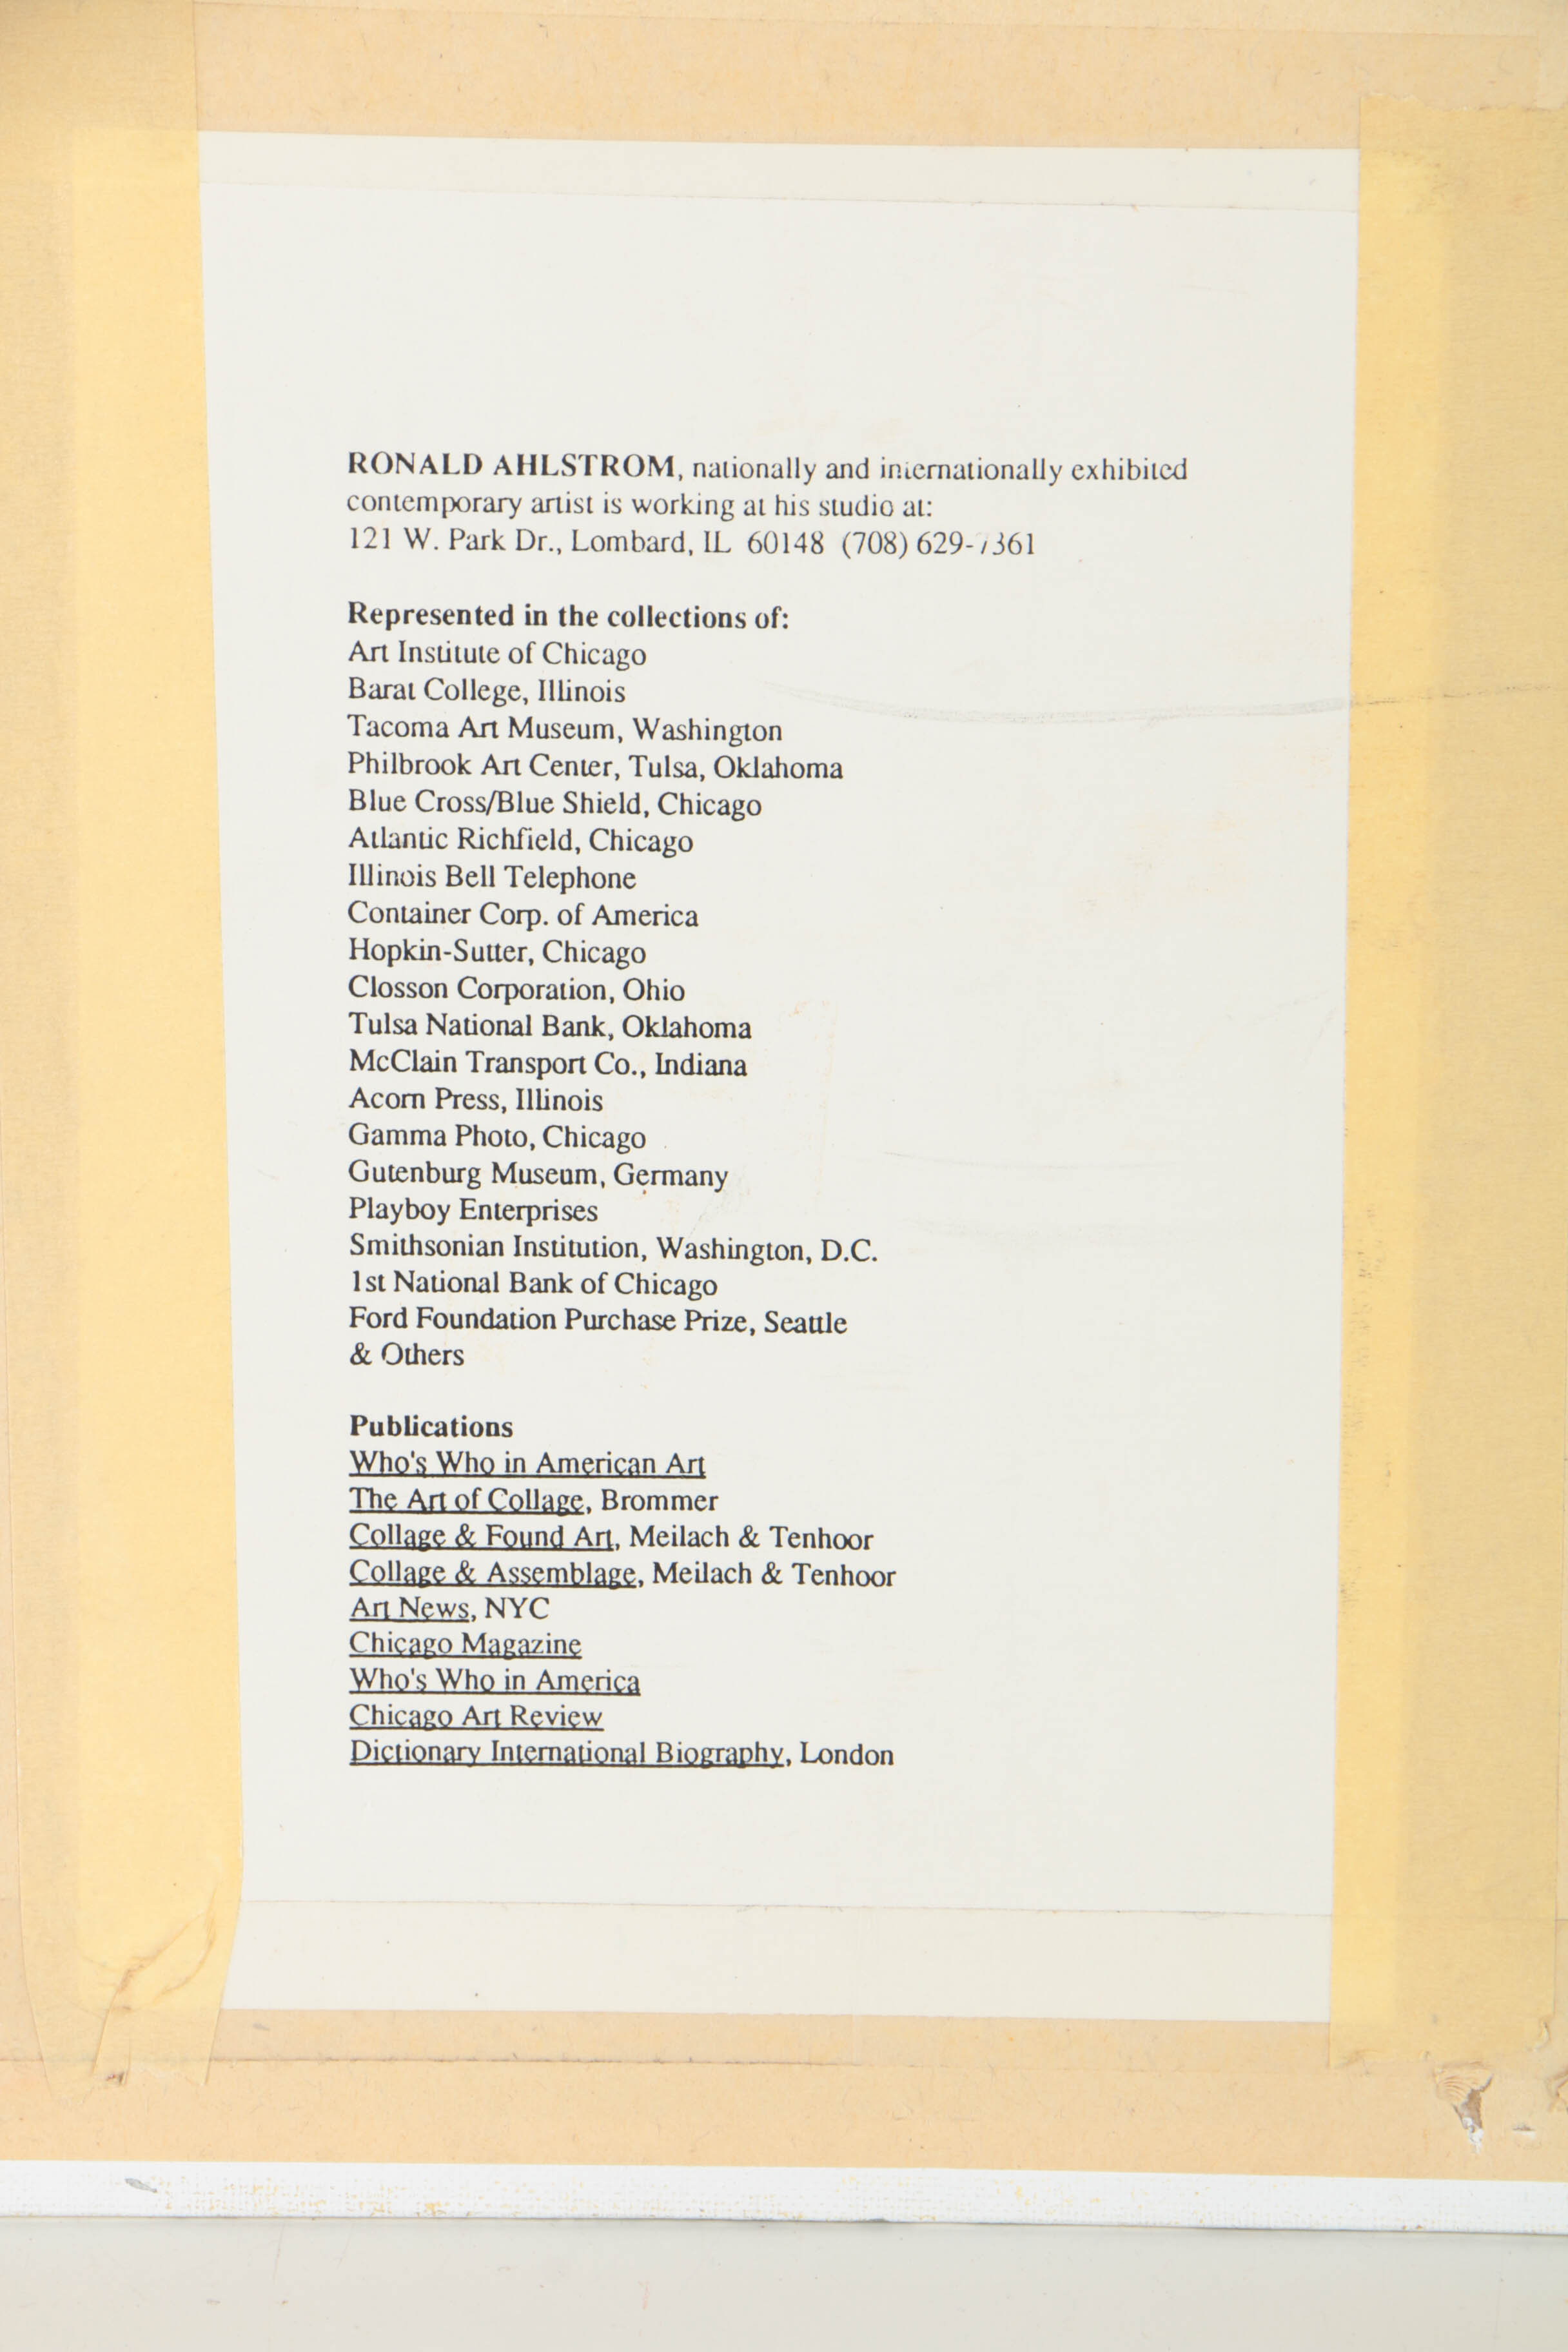 RONALD AHLSTROM, nationally and internationally exhibited
contemporary artist is working at his studio at:
121 W. Park Dr., Lombard, IL 60148 (708) 629-7361
Represented in the collections of:
Art Institute of Chicago
Barat College, Illinois
Tacoma Art Museum, Washington
Philbrook Art Center, Tulsa, Oklahoma
Blue Cross/Blue Shield, Chicago
Atlantic Richfield, Chicago
Illinois Bell Telephone
Container Corp. of America
Hopkin-Sutter, Chicago
Closson Corporation, Ohio
Tulsa National Bank, Oklahoma
McClain Transport Co., Indiana
Acorn Press, Illinois
Gamma Photo, Chicago
Gutenburg Museum, Germany
Playboy Enterprises
Smithsonian Institution, Washington, D.C.
1st National Bank of Chicago
Ford Foundation Purchase Prize, Seattle
& Others
Publications
Who's Who in American Art
The Art of Collage, Brommer
Collage & Found Art, Meilach & Tenhoor
Collage & Assemblage, Meilach & Tenhoor
Art News, NYC
Chicago Magazine
Who's Who in America
Chicago Art Review
Dictionary International Biography, London